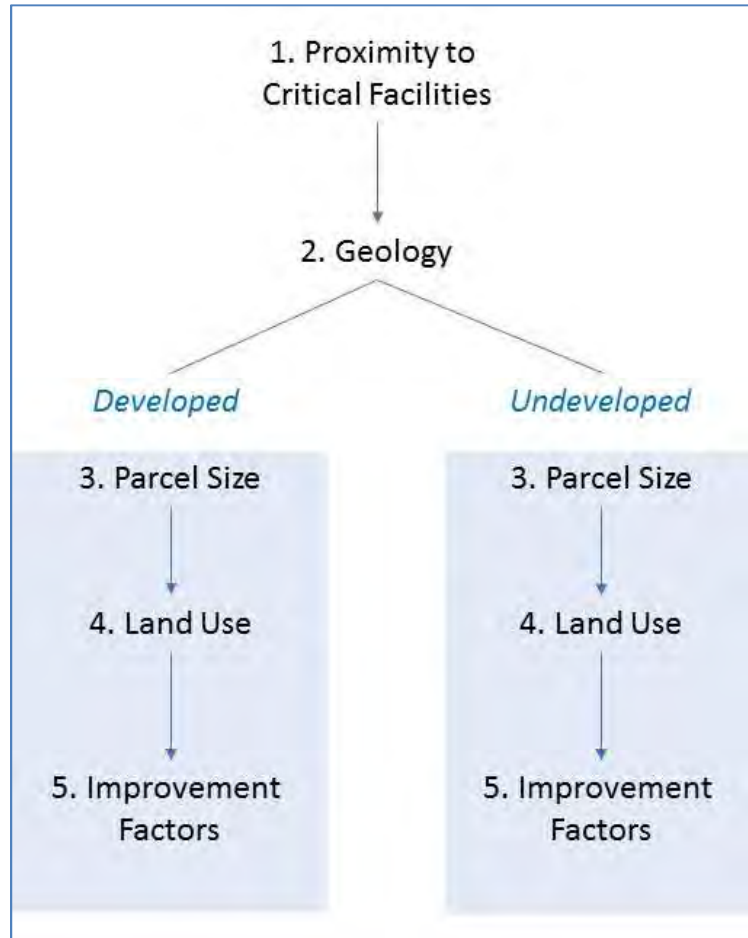 1. Proximity to
Critical Facilities
2. Geology
Developed
Undeveloped
3. Parcel Size
4. Land Use
5. Improvement
Factors
3. Parcel Size
4. Land Use
5. Improvement
Factors